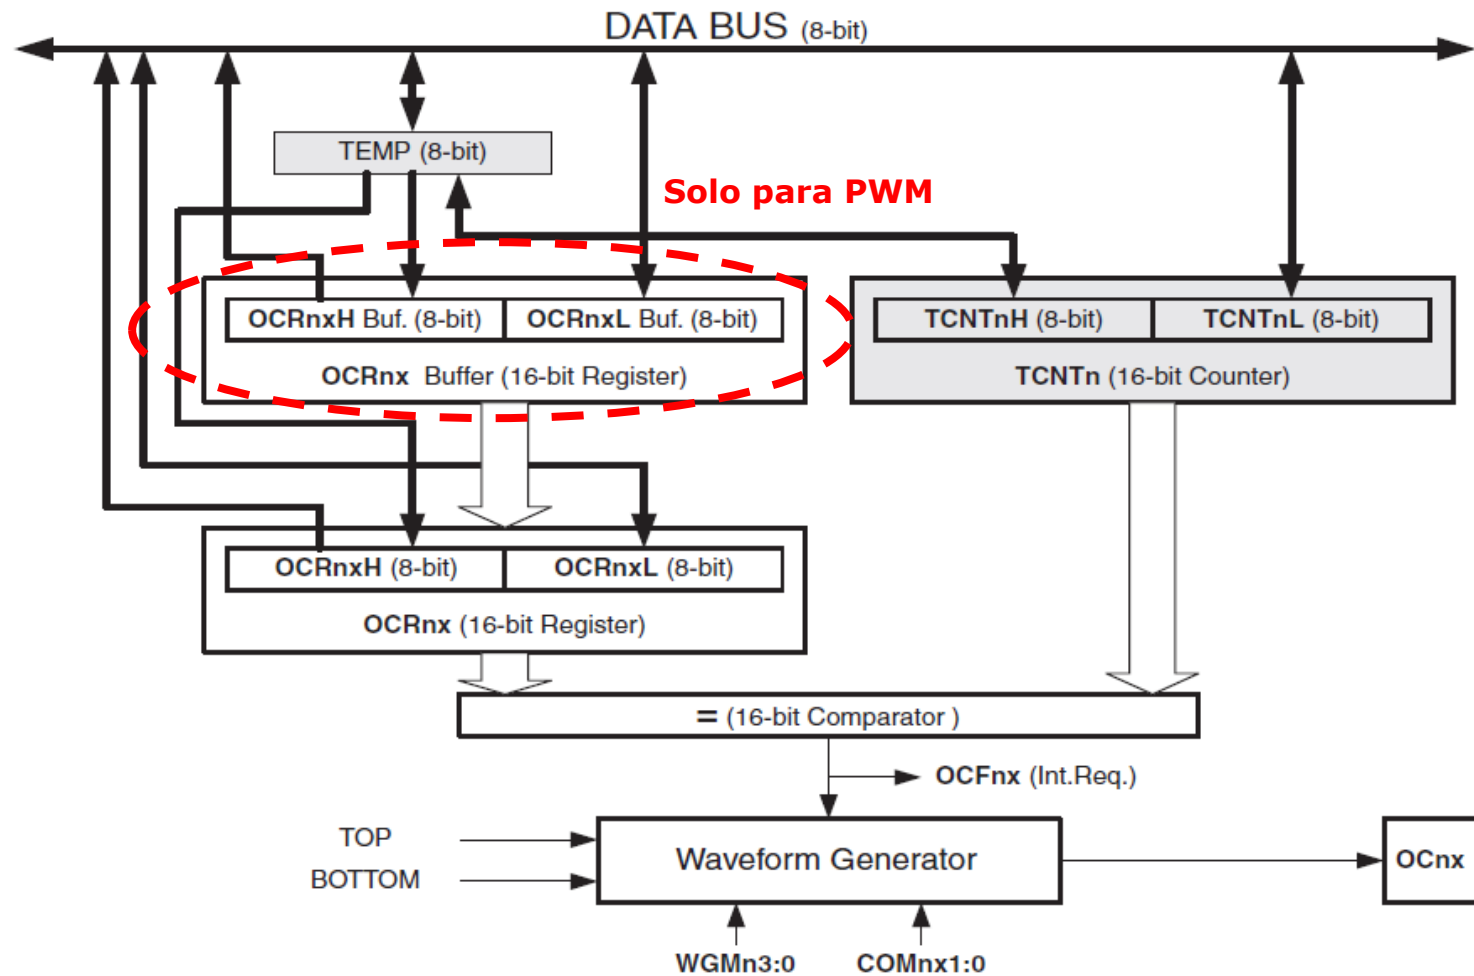 DATA BUS (8-bit)
TEMP (8-bit)
Solo para PWM
OCRnxH Buf. (8-bit)
OCRnxL Buf. (8-bit)
TCNTnH (8-bit)
TCNTnL (8-bit)
OCRnx Buffer (16-bit Register)
TCNTn (16-bit Counter)
OCRnxH (8-bit)
OCRnxL (8-bit)
OCRnx (16-bit Register)
= (16-bit Comparator )
OCFnx (Int.Req.)
TOP
BOTTOM
Waveform Generator
OCnx
WGMn3:0
COMnx1:0